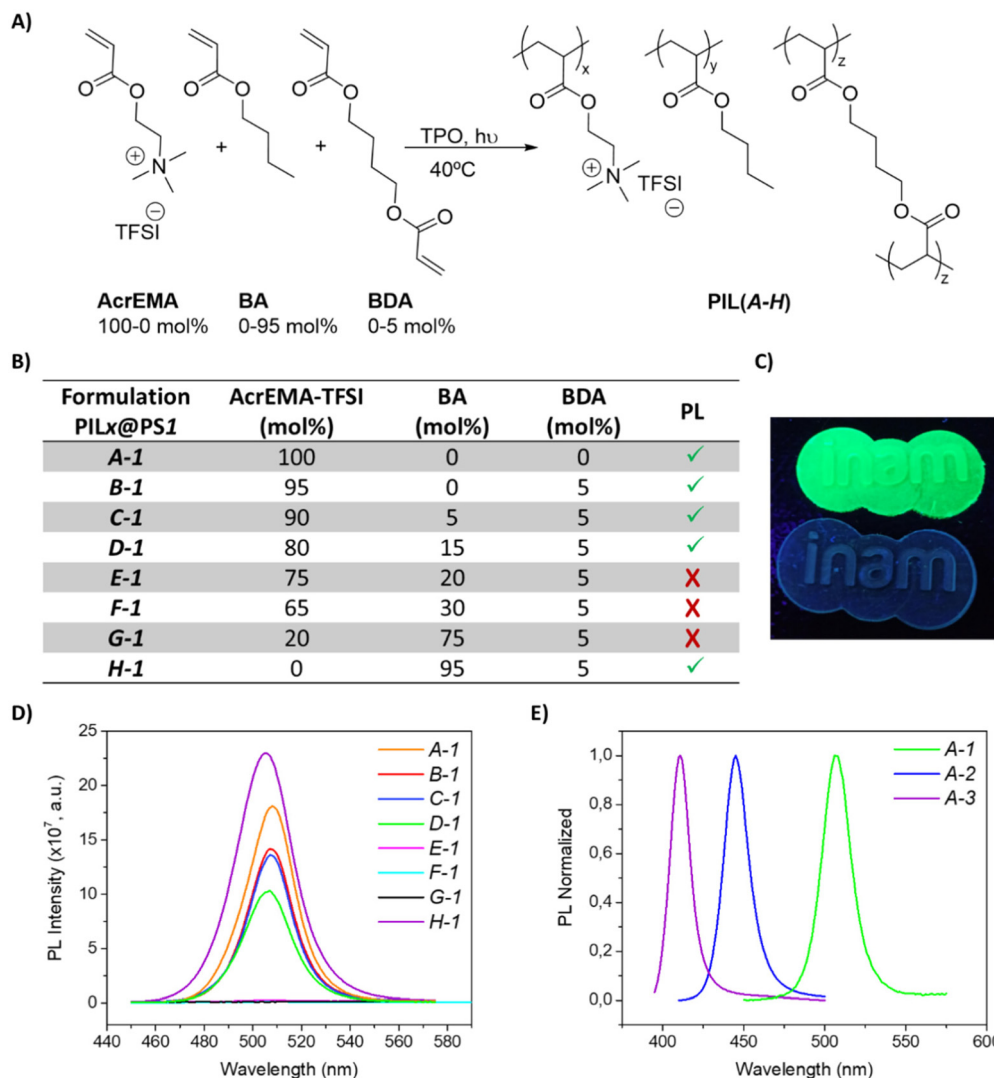 A)
O O N + TFSI −
+
O O
+
O O O O
TPO, hυ
40ºC
x O O N + TFSI −
y O O
z O O O O z
AcrEMA BA BDA PIL(A-H)
100-0 mol% 0-95 mol% 0-5 mol%
B)
Formulation AcrEMA-TFSI BA BDA PL
PILx@PS1 (mol%) (mol%) (mol%)
A-1 100 0 0 ✓
B-1 95 0 5 ✓
C-1 90 5 5 ✓
D-1 80 15 5 ✓
E-1 75 20 5 ✗
F-1 65 30 5 ✗
G-1 20 75 5 ✗
H-1 0 95 5 ✓
C)
inam
inam
D)
PL Intensity (x10⁷, a.u.)
25
20
15
10
5
0
440 460 480 500 520 540 560 580
Wavelength (nm)
A-1
B-1
C-1
D-1
E-1
F-1
G-1
H-1
E)
PL Normalized
1,0
0,8
0,6
0,4
0,2
0,0
400 450 500 550 600
Wavelength (nm)
A-1
A-2
A-3